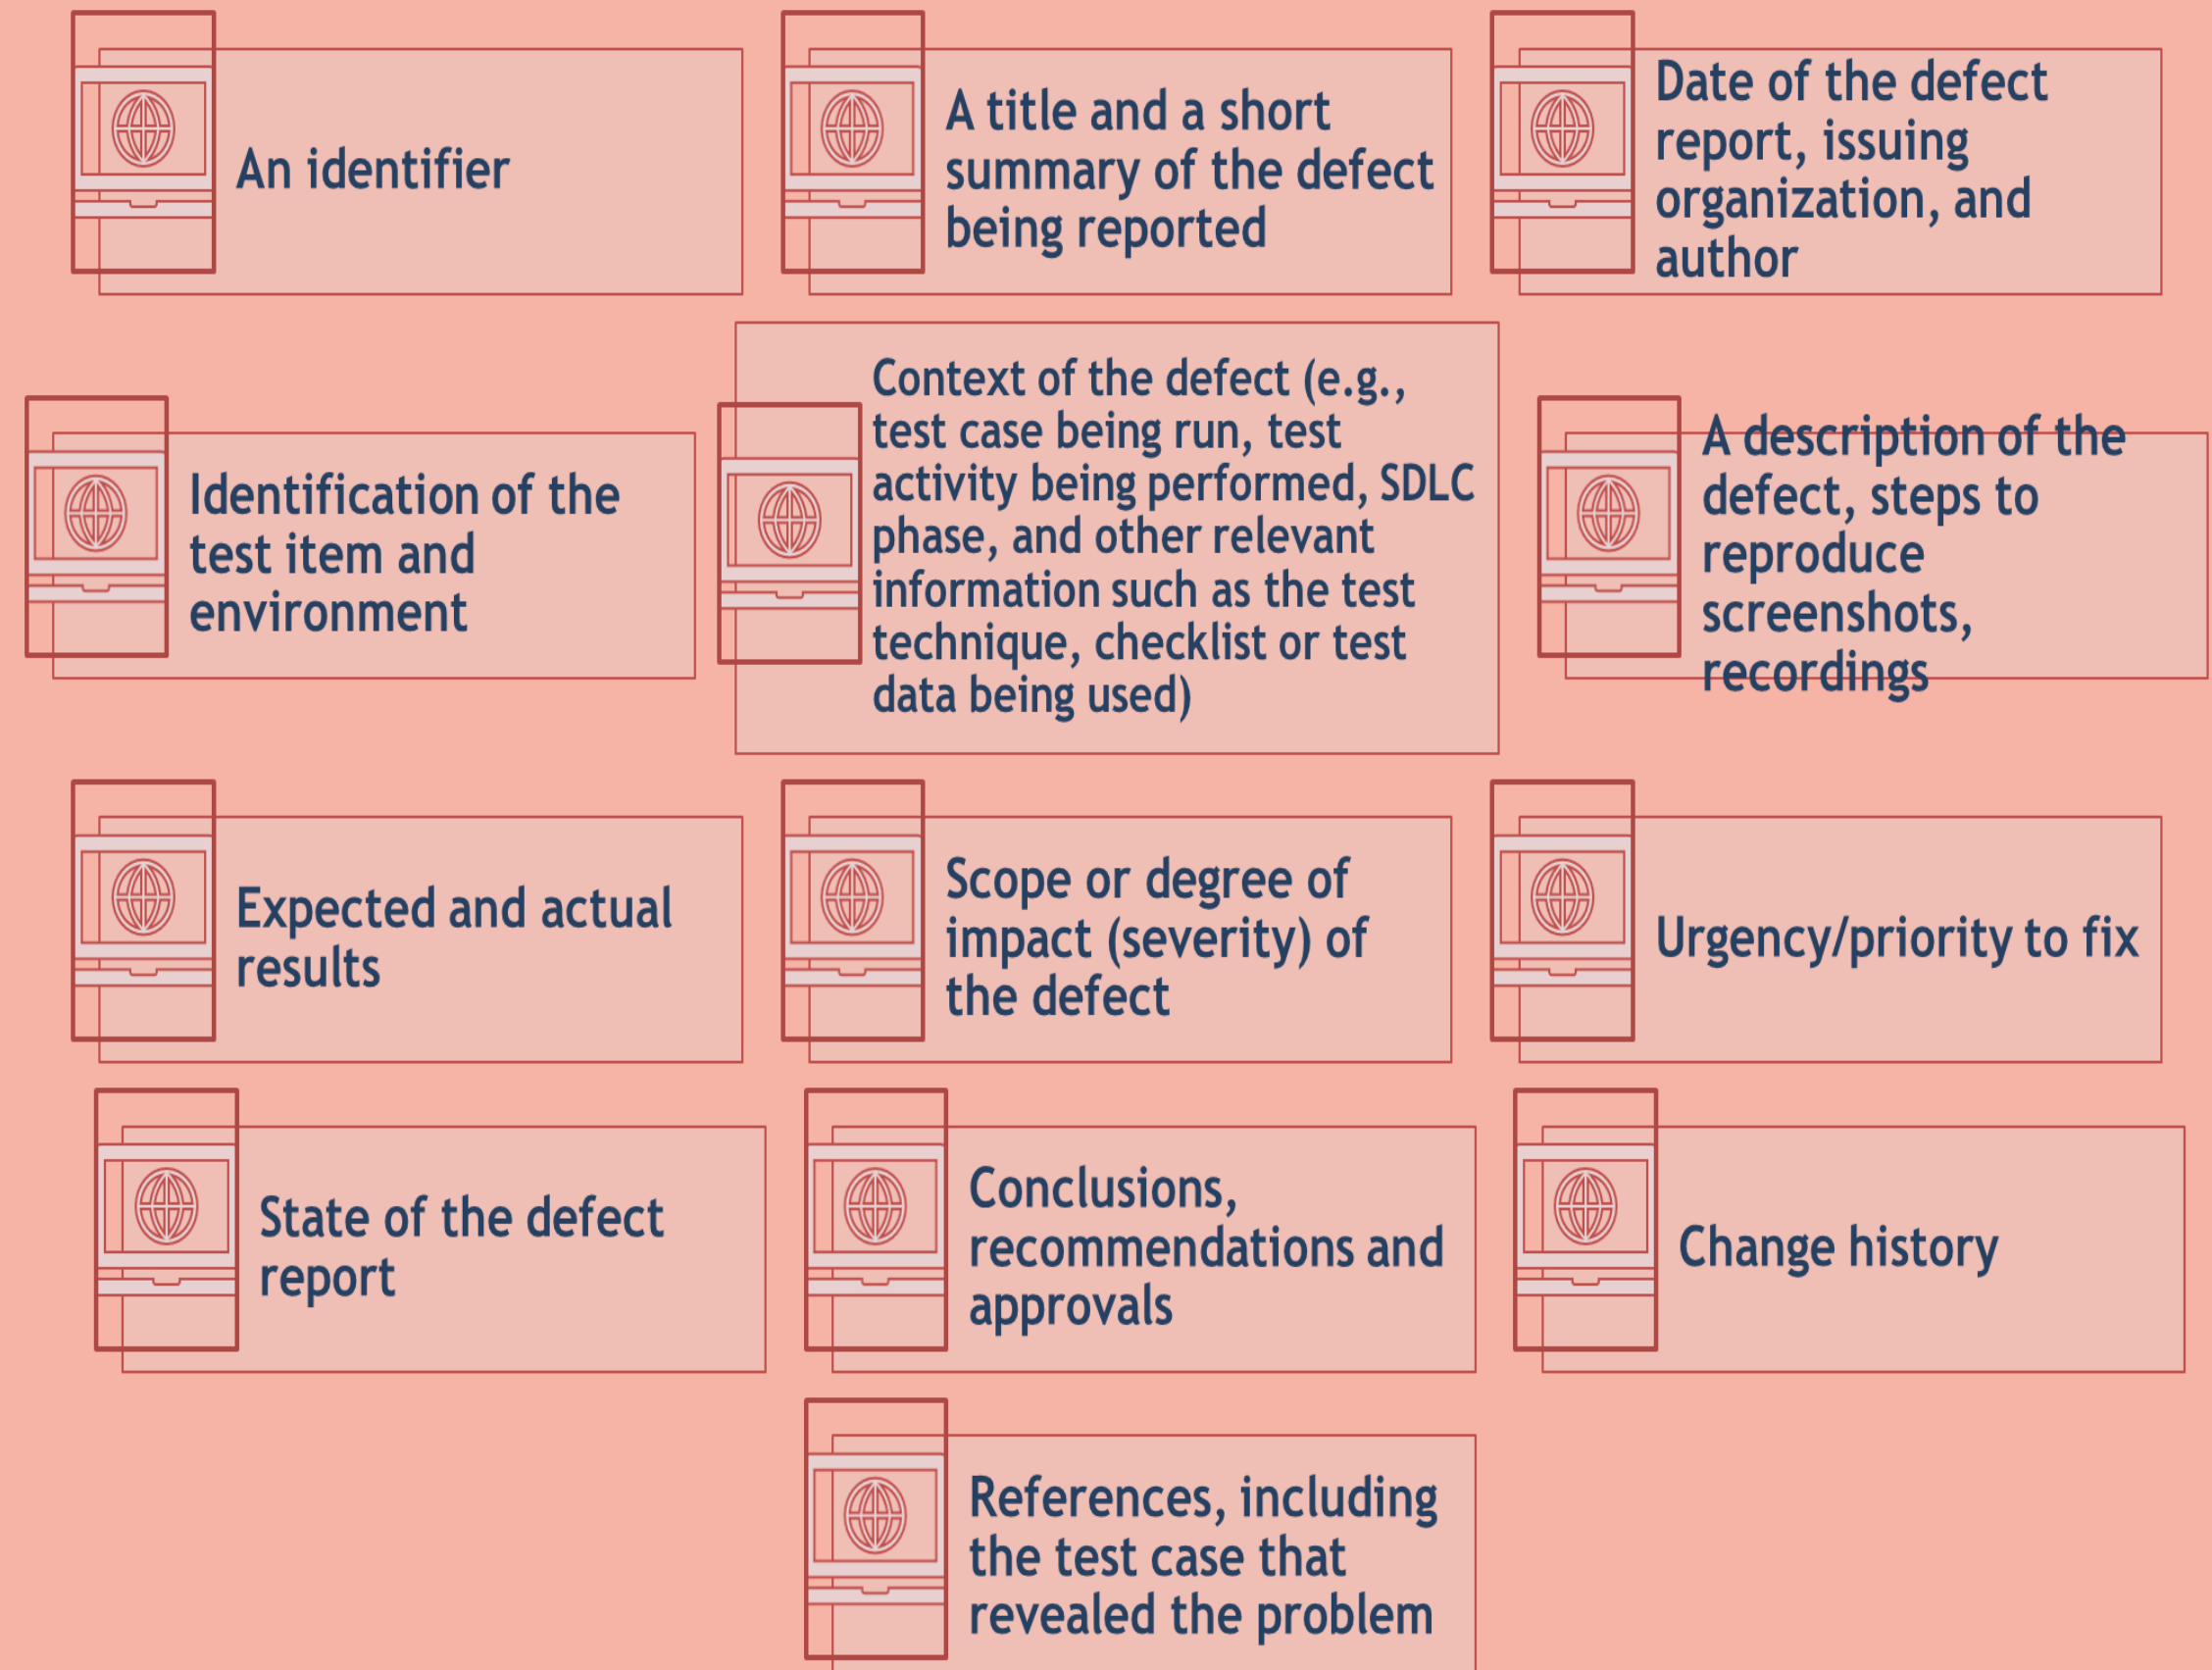 An identifier
A title and a short
summary of the defect
being reported
Date of the defect
report, issuing
organization, and
author
Identification of the
test item and
environment
Context of the defect (e.g.,
test case being run, test
activity being performed, SDLC
phase, and other relevant
information such as the test
technique, checklist or test
data being used)
A description of the
defect, steps to
reproduce
screenshots,
recordings
Expected and actual
results
Scope or degree of
impact (severity) of
the defect
Urgency/priority to fix
State of the defect
report
Conclusions,
recommendations and
approvals
Change history
References, including
the test case that
revealed the problem